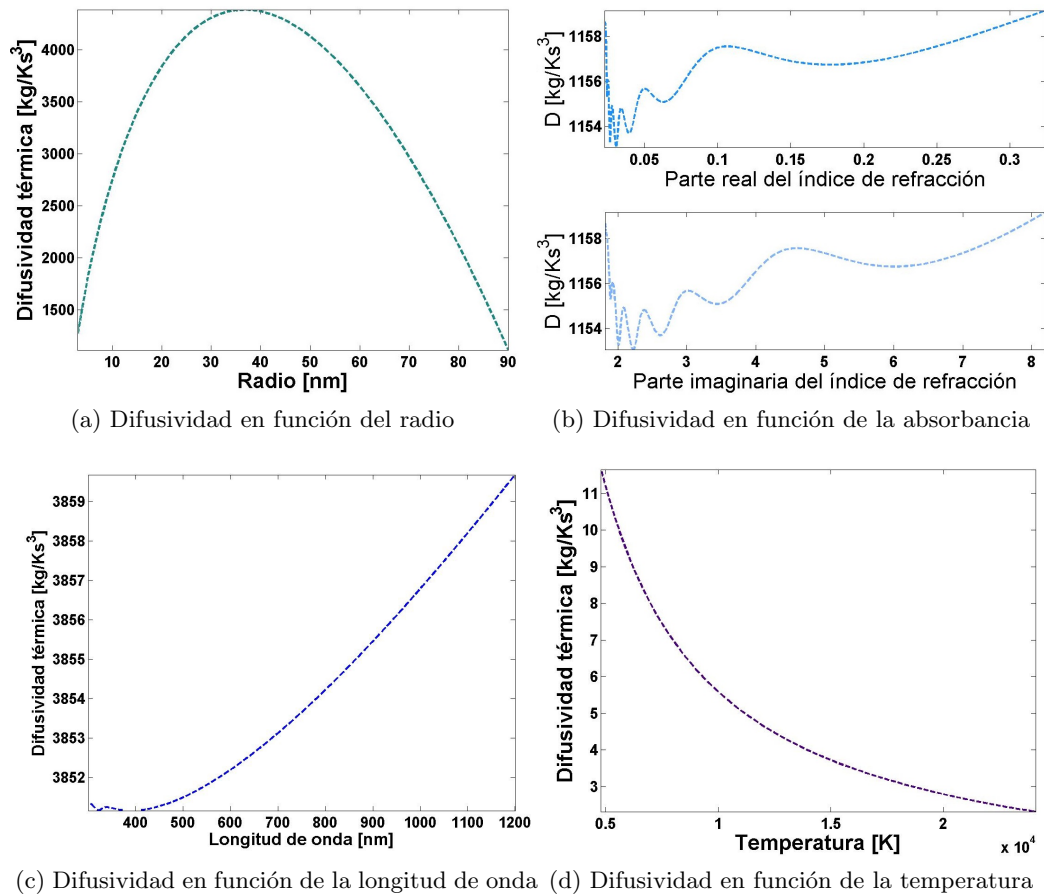 Difusividad térmica [kg/Ks³]
4000
3500
3000
2500
2000
1500
10 20 30 40 50 60 70 80 90
Radio [nm]
(a) Difusividad en función del radio
D [kg/Ks³]
1158
1156
1154
0.05 0.1 0.15 0.2 0.25 0.3
Parte real del índice de refracción
D [kg/Ks³]
1158
1156
1154
2 3 4 5 6 7 8
Parte imaginaria del índice de refracción
(b) Difusividad en función de la absorbancia
Difusividad térmica [kg/Ks³]
3859
3858
3857
3856
3855
3854
3853
3852
400 500 600 700 800 900 1000 1100 1200
Longitud de onda [nm]
(c) Difusividad en función de la longitud de onda
Difusividad térmica [kg/Ks³]
11
10
9
8
7
6
5
4
3
0.5 1 1.5 2
x 10⁴
Temperatura [K]
(d) Difusividad en función de la temperatura